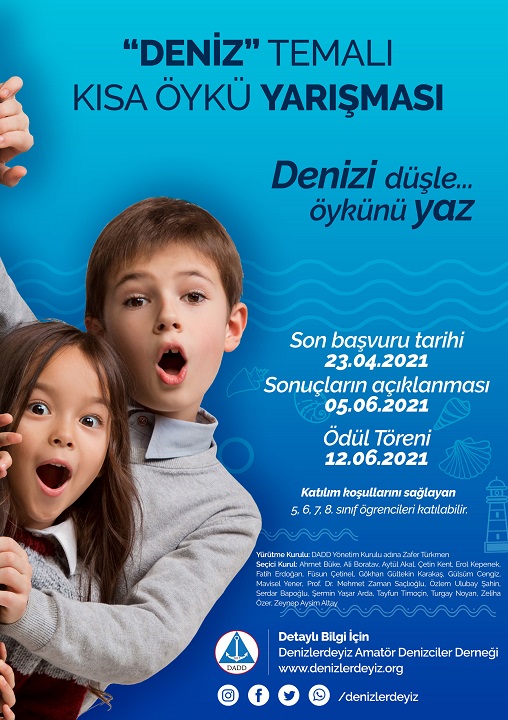 “DENİZ” TEMALI
KISA ÖYKÜ YARIŞMASI
Denizi düşle...
öykünü yaz
Son başvuru tarihi
23.04.2021
Sonuçların açıklanması
05.06.2021
Ödül Töreni
12.06.2021
Katılım koşullarını sağlayan
5, 6, 7, 8. sınıf ögrencileri katılabilir.
Yürütme Kurulu: DADD Yönetim Kurulu adına Zafer Türkmen
Seçici Kurul: Ahmet Büke, Ali Boratav, Aytül Akal, Çetin Kent, Erol Kepenek,
Fatih Erdoğan, Füsun Çetinel, Gökhan Gültekin Karakaş, Gülsüm Cengiz,
Mavisel Yener, Prof. Dr. Mehmet Zaman Saçlıoğlu, Özlem Ulubay Şahin,
Serdar Bapoğlu, Şermin Yaşar Arda, Tayfun Timoçin, Turgay Noyan, Zeliha
Özer, Zeynep Aysim Altay
DADD
Detaylı Bilgi İçin
Denizlerdeyiz Amatör Denizciler Derneği
www.denizlerdeyiz.org
/denizlerdeyiz